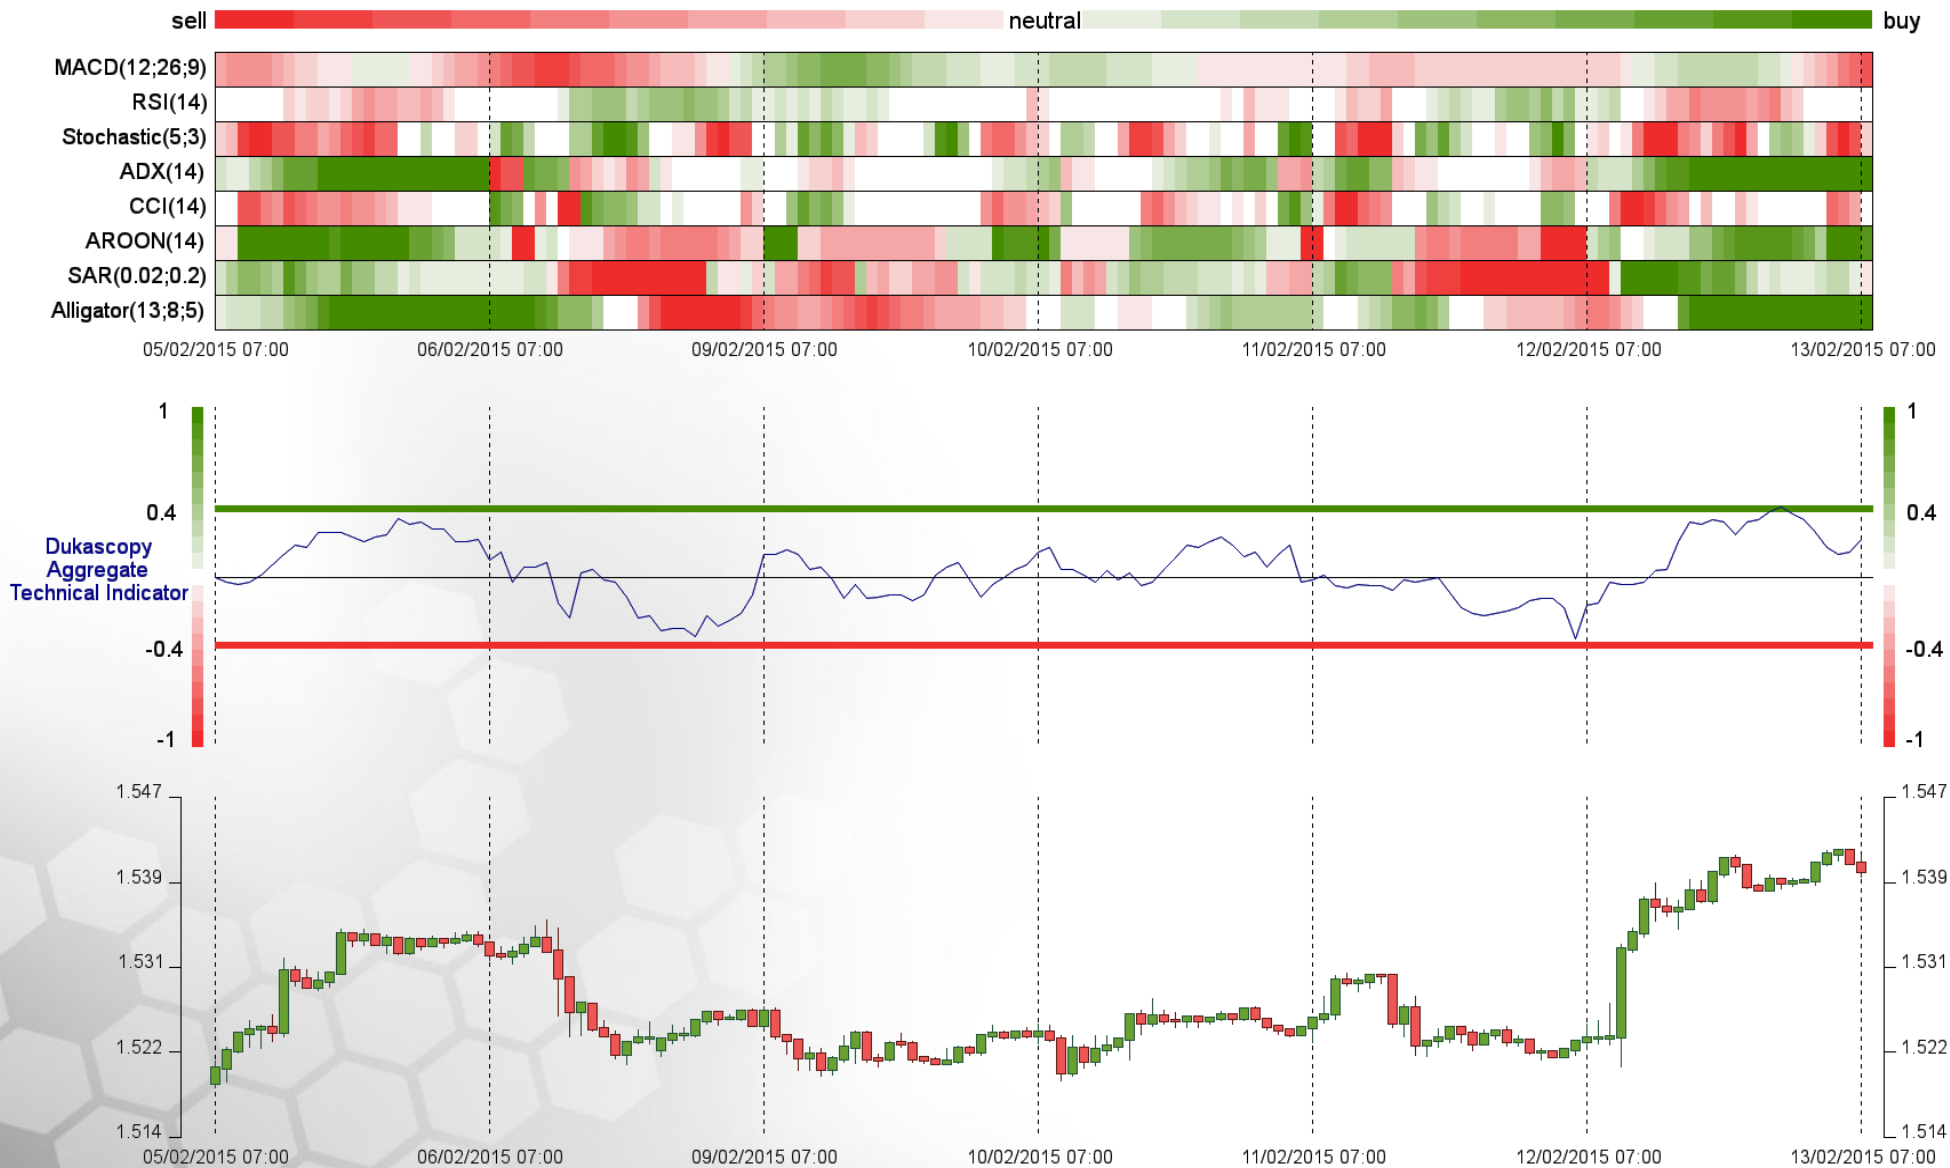 sell neutral buy
MACD(12;26;9)
RSI(14)
Stochastic(5;3)
ADX(14)
CCI(14)
AROON(14)
SAR(0.02;0.2)
Alligator(13;8;5)
05/02/2015 07:00 06/02/2015 07:00 09/02/2015 07:00 10/02/2015 07:00 11/02/2015 07:00 12/02/2015 07:00 13/02/2015 07:00
1 1
0.4 0.4
Dukascopy
Aggregate
Technical Indicator
-0.4 -0.4
-1 -1
1.547 1.547
1.539 1.539
1.531 1.531
1.522 1.522
1.514 1.514
05/02/2015 07:00 06/02/2015 07:00 09/02/2015 07:00 10/02/2015 07:00 11/02/2015 07:00 12/02/2015 07:00 13/02/2015 07:00